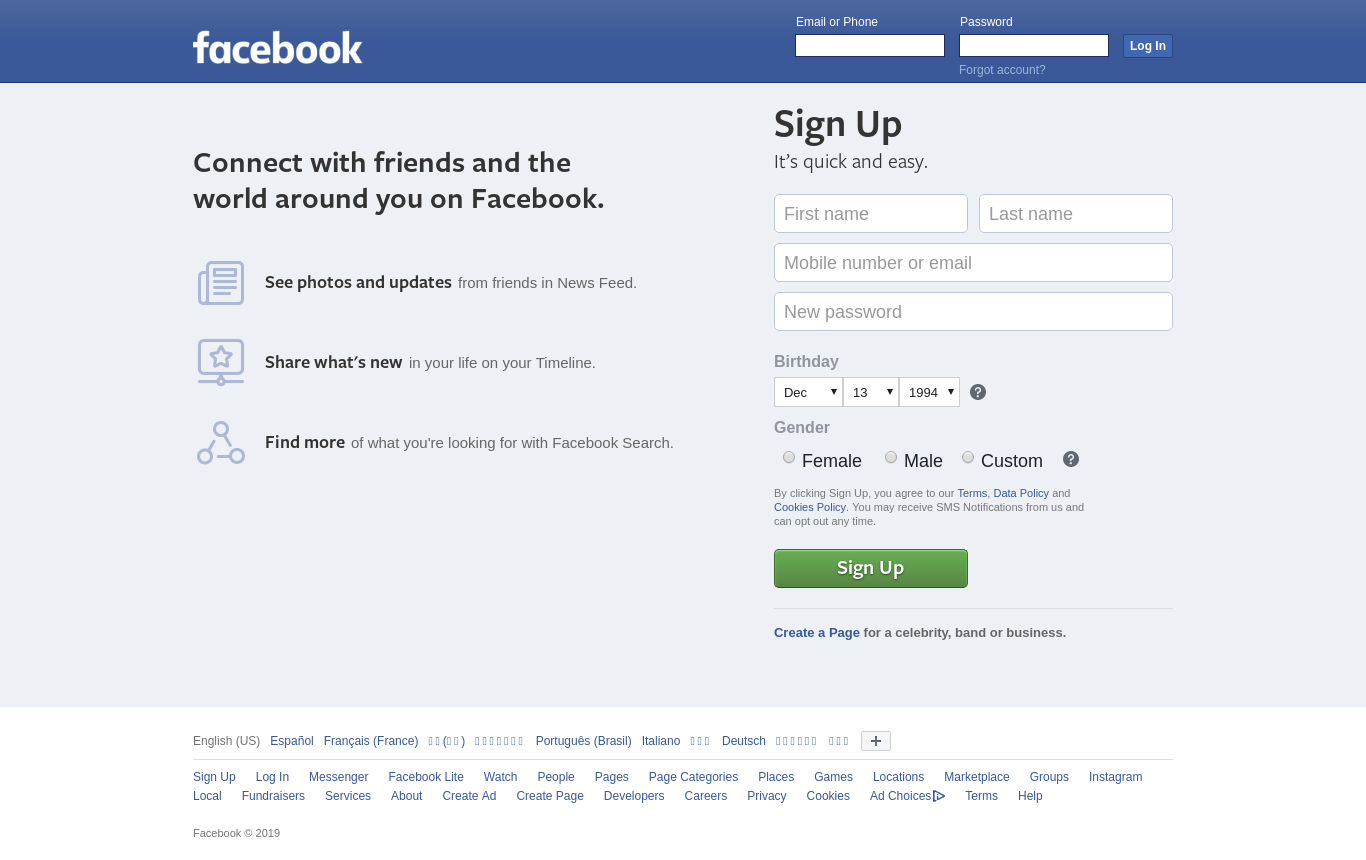 facebook
Email or Phone
Password
Log In
Forgot account?
Connect with friends and the
world around you on Facebook.
See photos and updates from friends in News Feed.
Share what's new in your life on your Timeline.
Find more of what you're looking for with Facebook Search.
Sign Up
It's quick and easy.
First name Last name
Mobile number or email
New password
Birthday
Dec 13 1994
Gender
Female Male Custom
By clicking Sign Up, you agree to our Terms, Data Policy and
Cookies Policy. You may receive SMS Notifications from us and
can opt out any time.
Sign Up
Create a Page for a celebrity, band or business.
English (US) Español Français (France) Português (Brasil) Italiano Deutsch
Sign Up Log In Messenger Facebook Lite Watch People Pages Page Categories Places Games Locations Marketplace Groups Instagram
Local Fundraisers Services About Create Ad Create Page Developers Careers Privacy Cookies Ad Choices Terms Help
Facebook © 2019